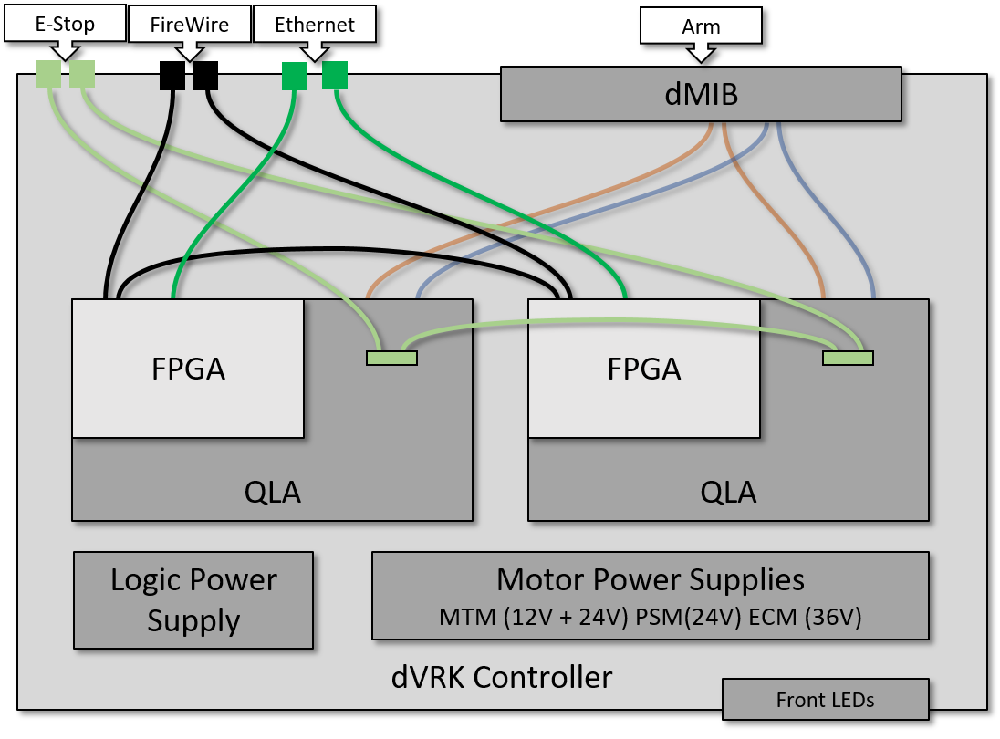 E-Stop
FireWire
Ethernet
Arm
dMIB
FPGA
FPGA
QLA
QLA
Logic Power
Supply
Motor Power Supplies
MTM (12V + 24V) PSM(24V) ECM (36V)
dVRK Controller
Front LEDs